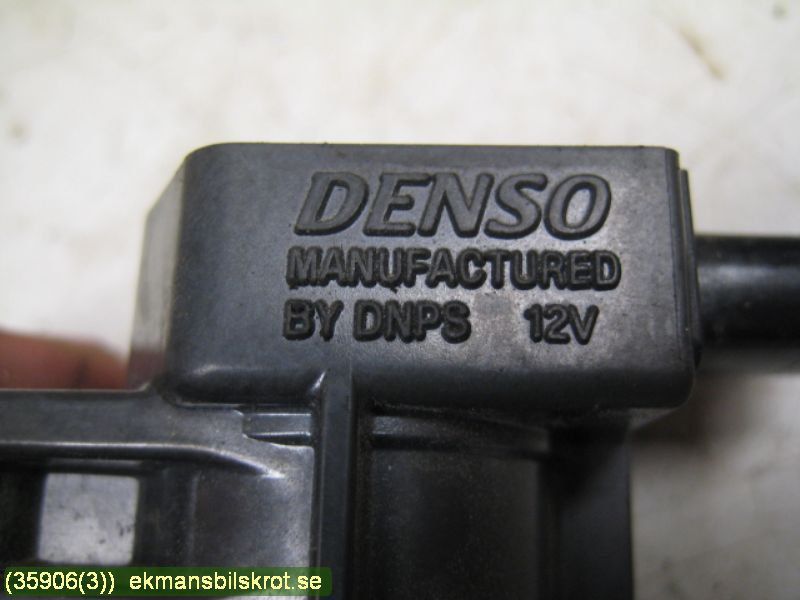 DENSO
MANUFACTURED
BY DNPS 12V
(35906(3)) ekmansbilskrot.se